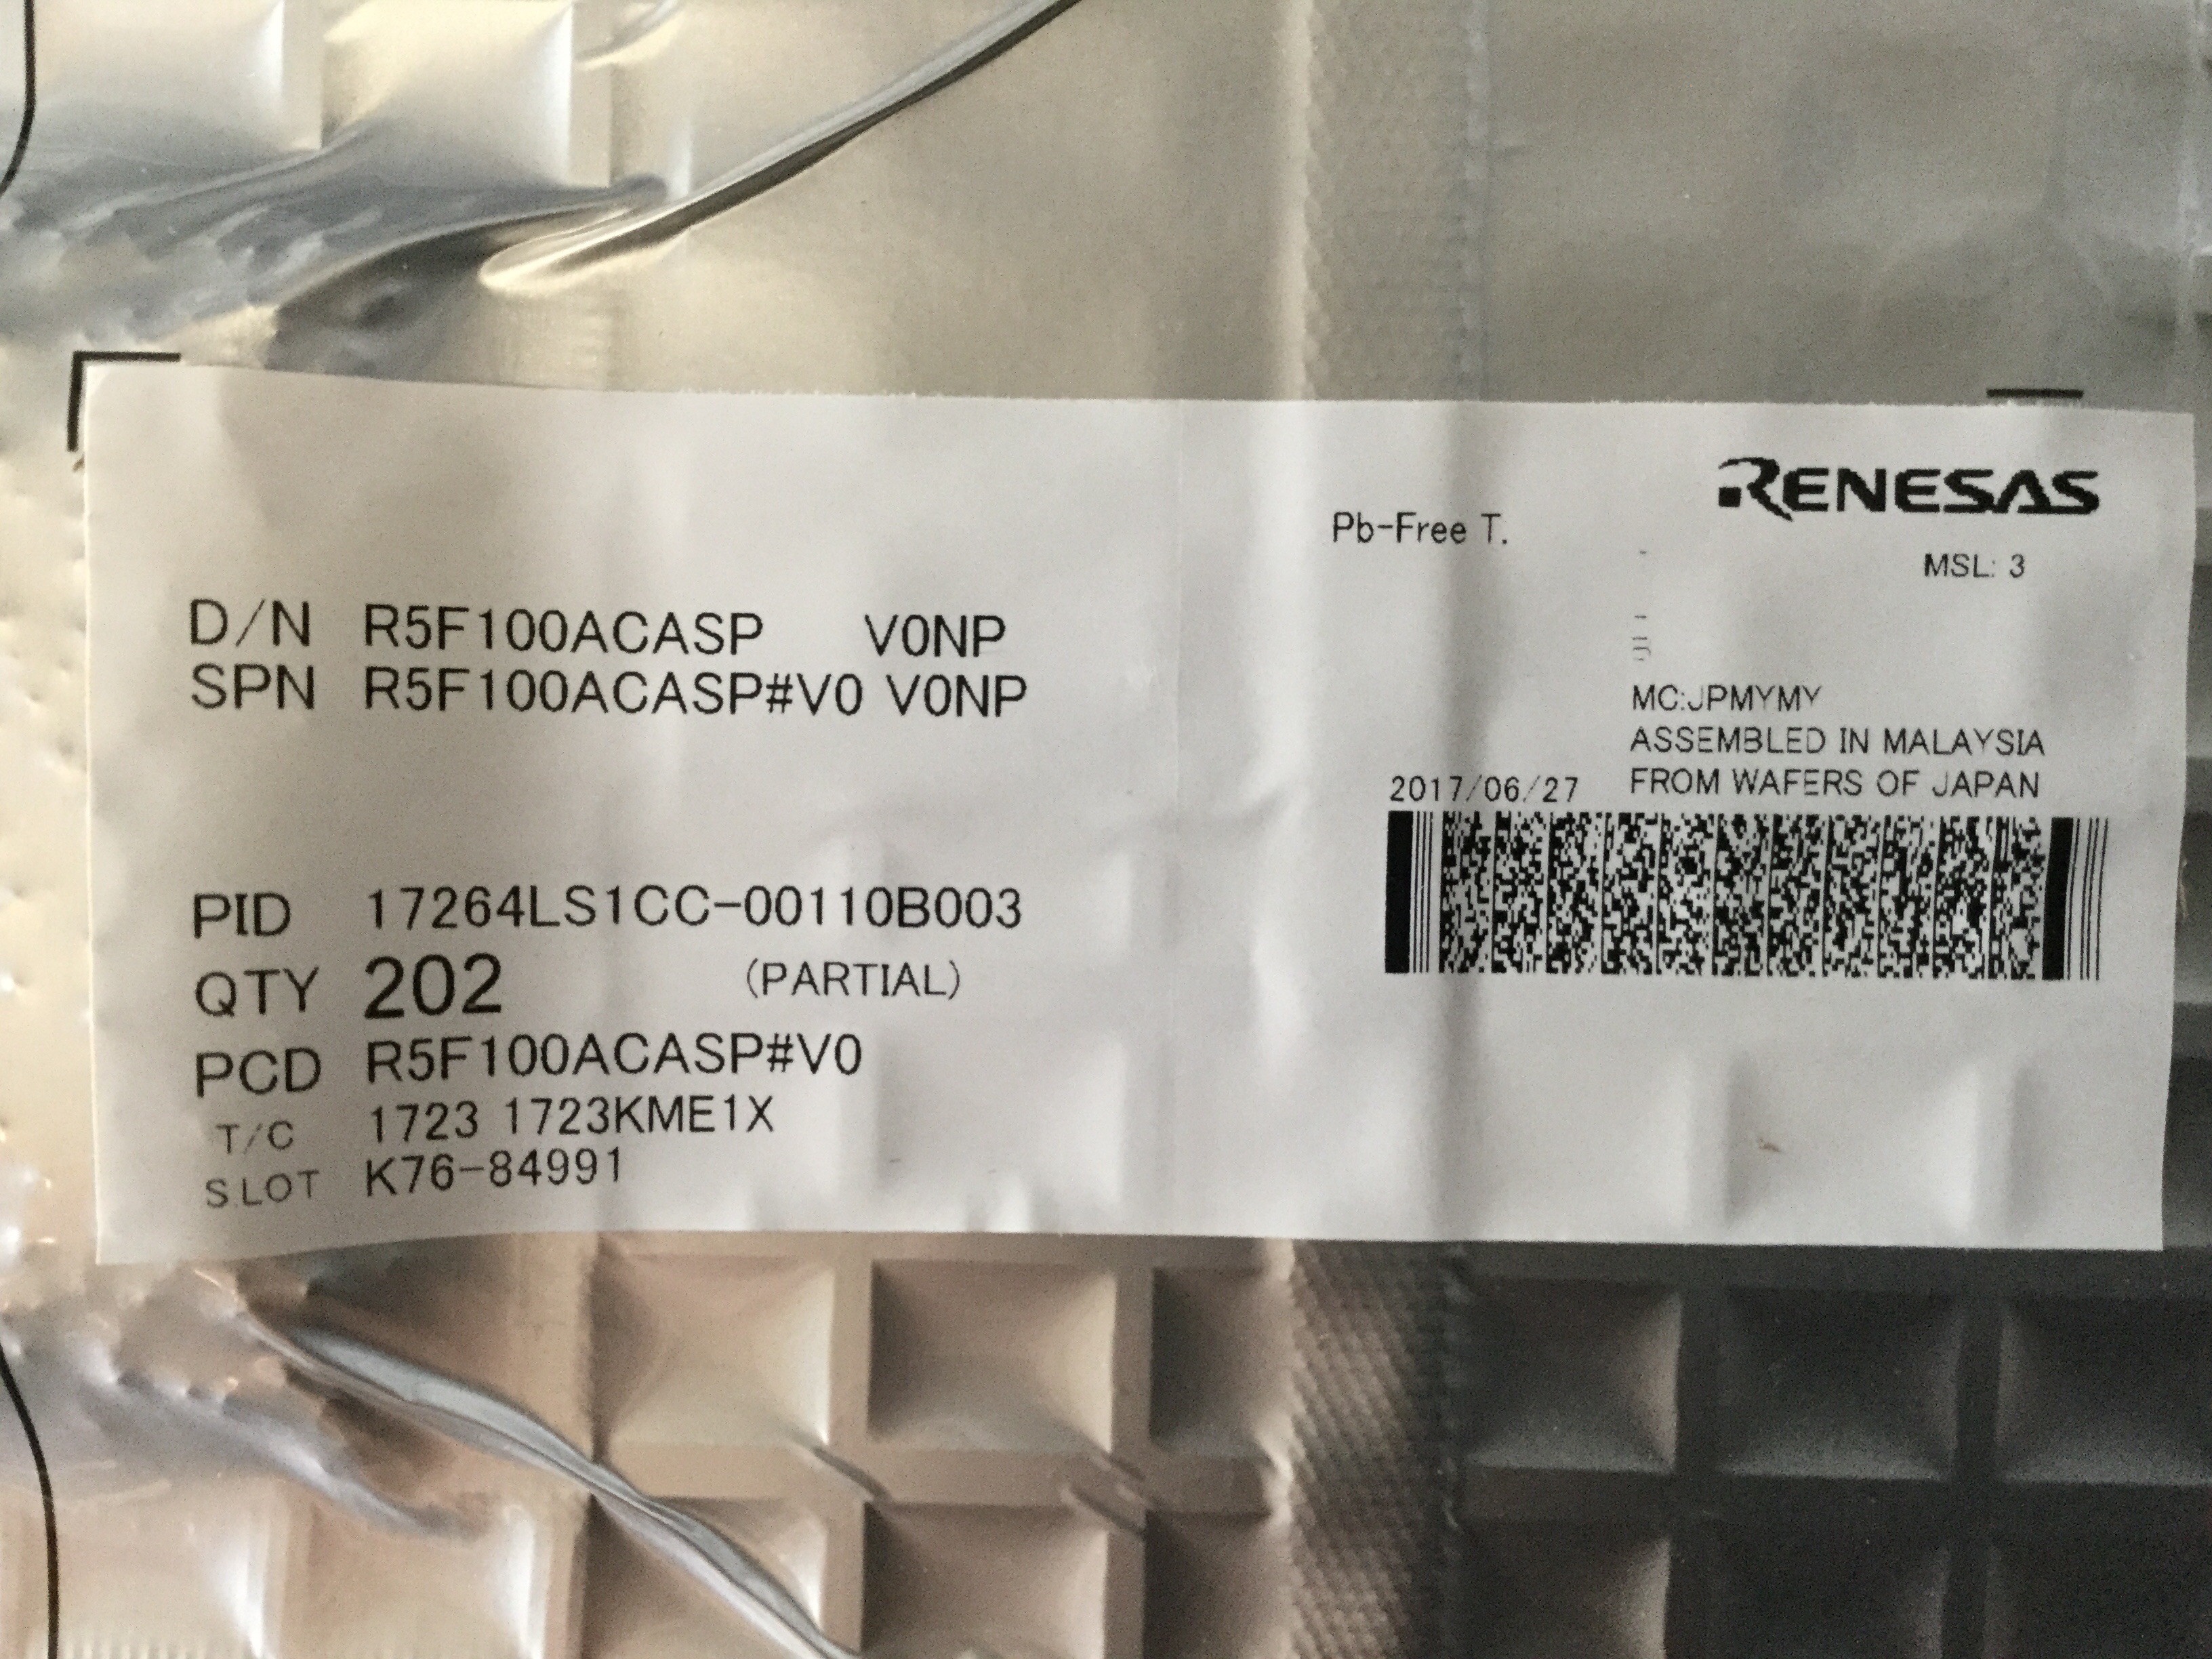 RENESAS
Pb-Free T.
MSL: 3
D/N R5F100ACASP V0NP
SPN R5F100ACASP#V0 V0NP
MC:JPMYMY
ASSEMBLED IN MALAYSIA
FROM WAFERS OF JAPAN
2017/06/27
PID 17264LS1CC-00110B003
QTY 202 (PARTIAL)
PCD R5F100ACASP#V0
T/C 1723 1723KME1X
SLOT K76-84991